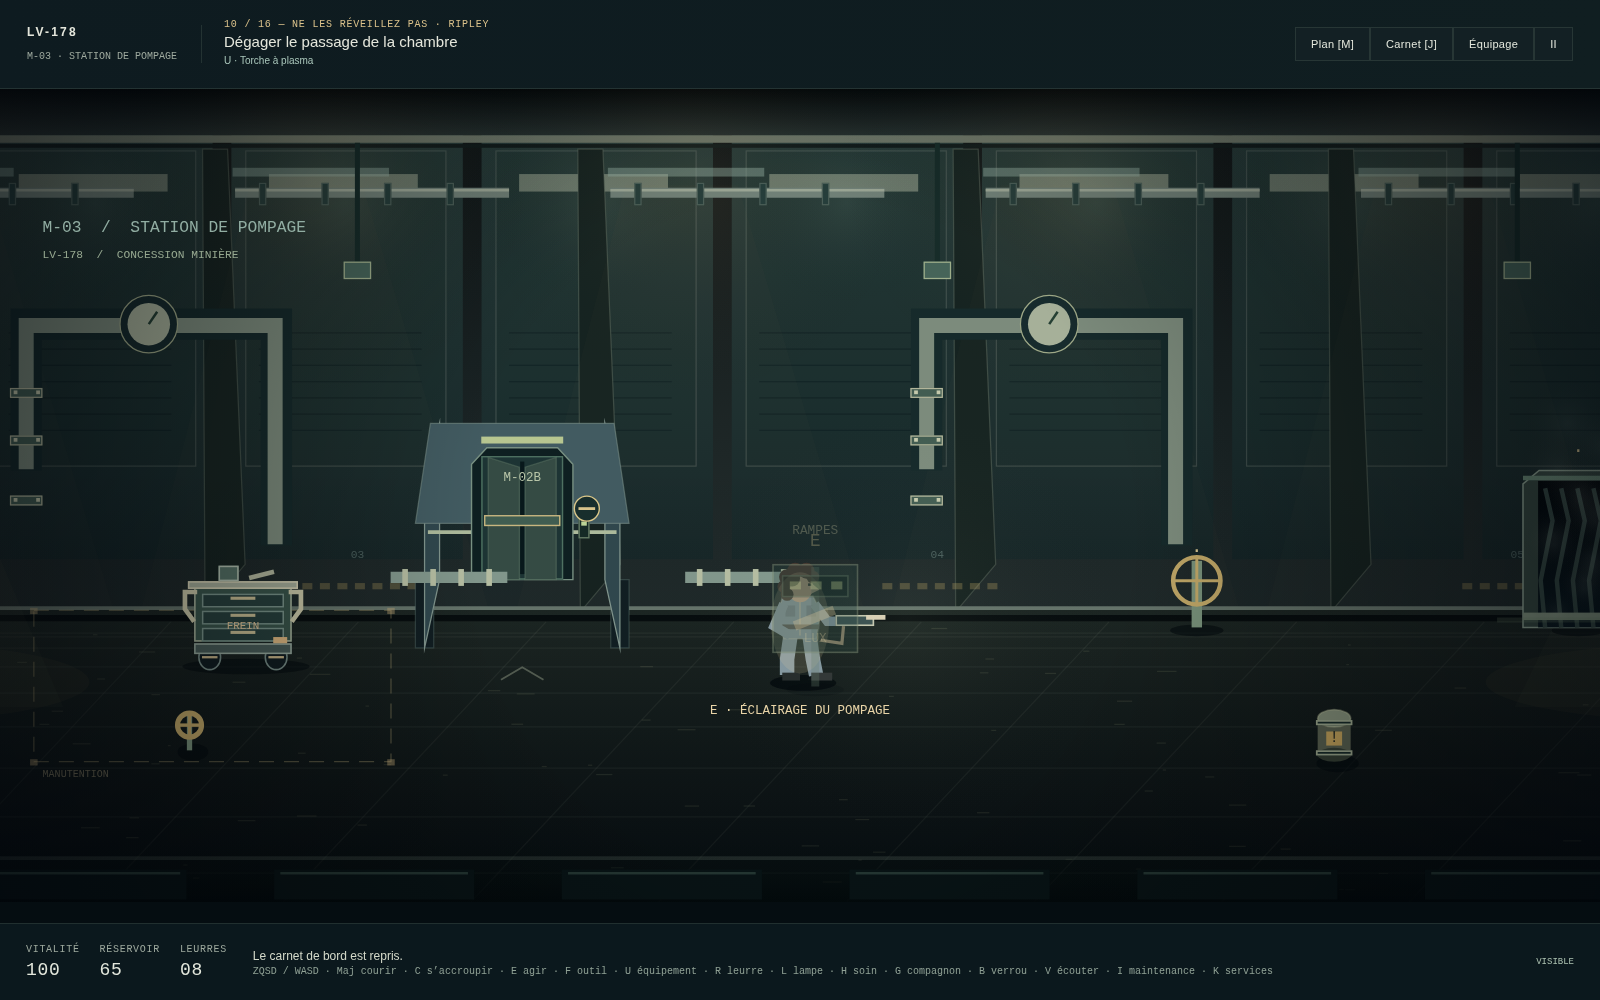 LV-178
M-03 · STATION DE POMPAGE
10 / 16 — NE LES RÉVEILLEZ PAS · RIPLEY
Dégager le passage de la chambre
U · Torche à plasma
Plan [M]
Carnet [J]
Équipage
II
M-03 / STATION DE POMPAGE
LV-178 / CONCESSION MINIÈRE
M-02B
RAMPES
E
03
04
05
FREIN
LUX
E · ÉCLAIRAGE DU POMPAGE
!
MANUTENTION
VITALITÉ
100
RÉSERVOIR
65
LEURRES
08
Le carnet de bord est repris.
ZQSD / WASD · Maj courir · C s’accroupir · E agir · F outil · U équipement · R leurre · L lampe · H soin · G compagnon · B verrou · V écouter · I maintenance · K services
VISIBLE